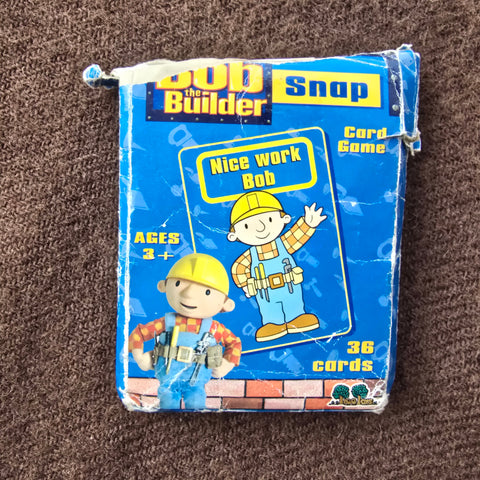 Bob
the
Builder
Snap
Card
Game
Nice work
Bob
AGES
3+
36
cards